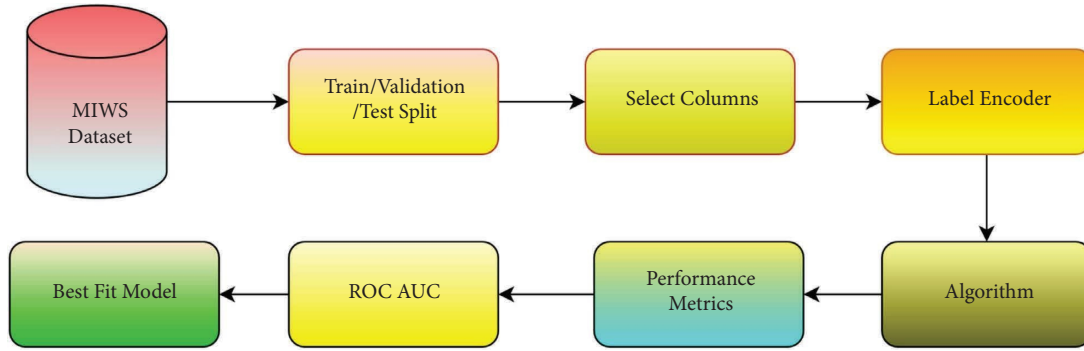 MIWS
Dataset
Train/Validation
/Test Split
Select Columns
Label Encoder
Best Fit Model
ROC AUC
Performance
Metrics
Algorithm